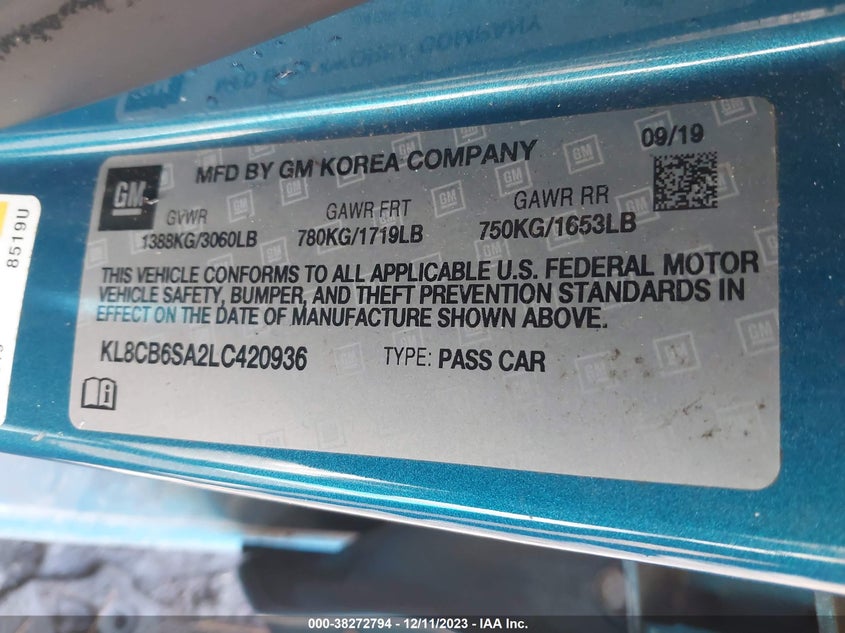 MFD BY GM KOREA COMPANY
09/19
GM
GVWR
GAWR FRT
GAWR RR
1388KG/3060LB
780KG/1719LB
750KG/1653LB
THIS VEHICLE CONFORMS TO ALL APPLICABLE U.S. FEDERAL MOTOR
VEHICLE SAFETY, BUMPER, AND THEFT PREVENTION STANDARDS IN
EFFECT ON THE DATE OF MANUFACTURE SHOWN ABOVE.
KL8CB6SA2LC420936
TYPE: PASS CAR
8519U
000-38272794 - 12/11/2023 - IAA Inc.